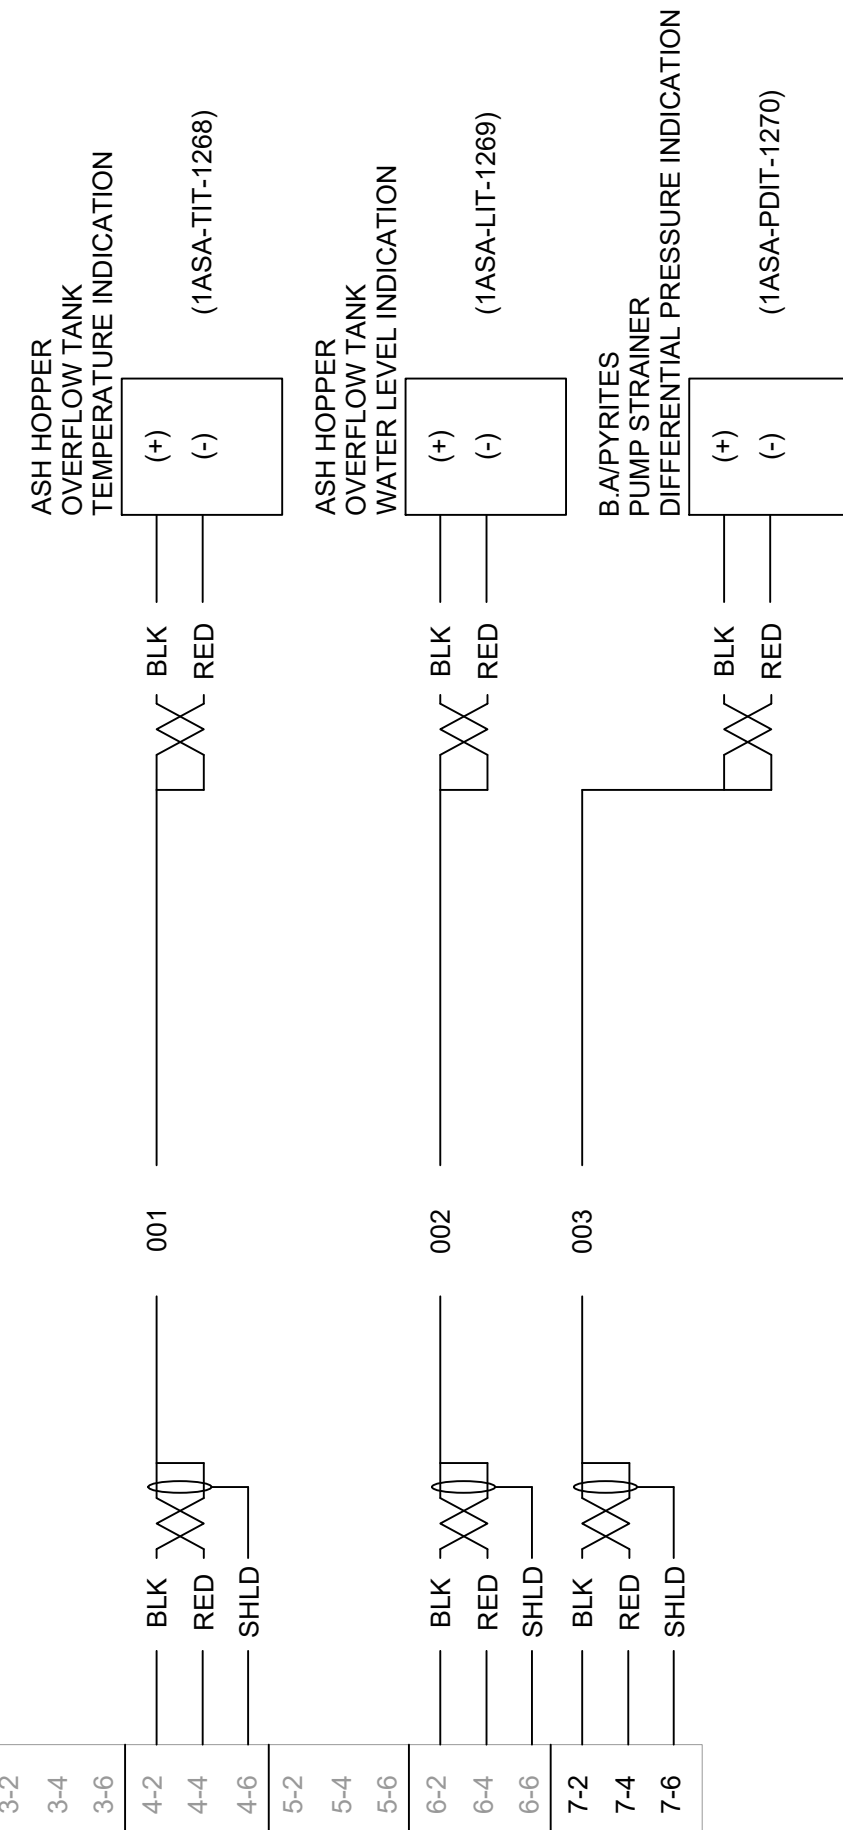 ASH HOPPER
OVERFLOW TANK
TEMPERATURE INDICATION
(1ASA-TIT-1268)
(+)
(-)
BLK
RED
001
BLK
RED
SHLD
ASH HOPPER
OVERFLOW TANK
WATER LEVEL INDICATION
(1ASA-LIT-1269)
(+)
(-)
BLK
RED
002
BLK
RED
SHLD
B.A/PYRITES
PUMP STRAINER
DIFFERENTIAL PRESSURE INDICATION
(1ASA-PDIT-1270)
(+)
(-)
BLK
RED
003
BLK
RED
SHLD
3-2
3-4
3-6
4-2
4-4
4-6
5-2
5-4
5-6
6-2
6-4
6-6
7-2
7-4
7-6